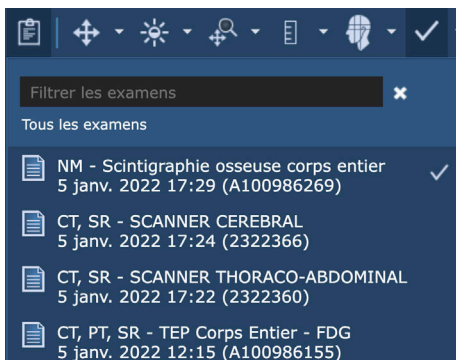 Filtrer les examens
Tous les examens
NM - Scintigraphie osseuse corps entier
5 janv. 2022 17:29 (A100986269)
CT, SR - SCANNER CEREBRAL
5 janv. 2022 17:24 (2322366)
CT, SR - SCANNER THORACO-ABDOMINAL
5 janv. 2022 17:22 (2322360)
CT, PT, SR - TEP Corps Entier - FDG
5 janv. 2022 12:15 (A100986155)